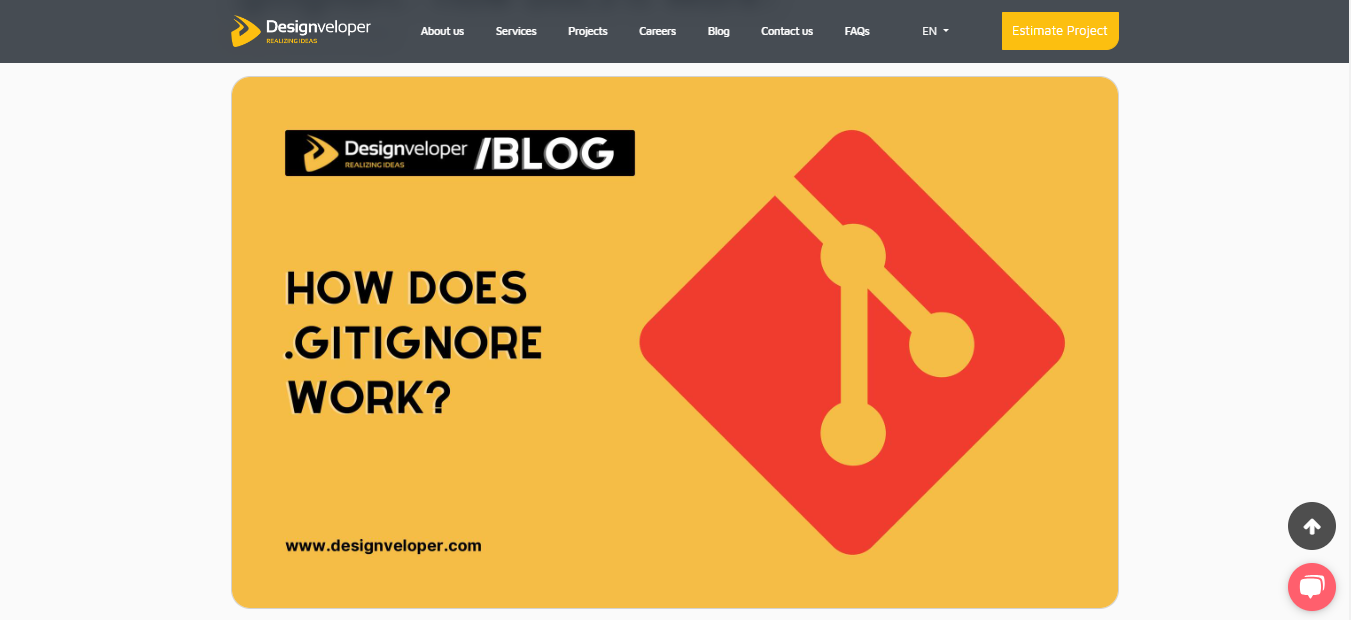 Designveloper
REALIZING IDEAS
About us Services Projects Careers Blog Contact us FAQs EN Estimate Project
Designveloper /BLOG
REALIZING IDEAS
HOW DOES
.GITIGNORE
WORK?
www.designveloper.com